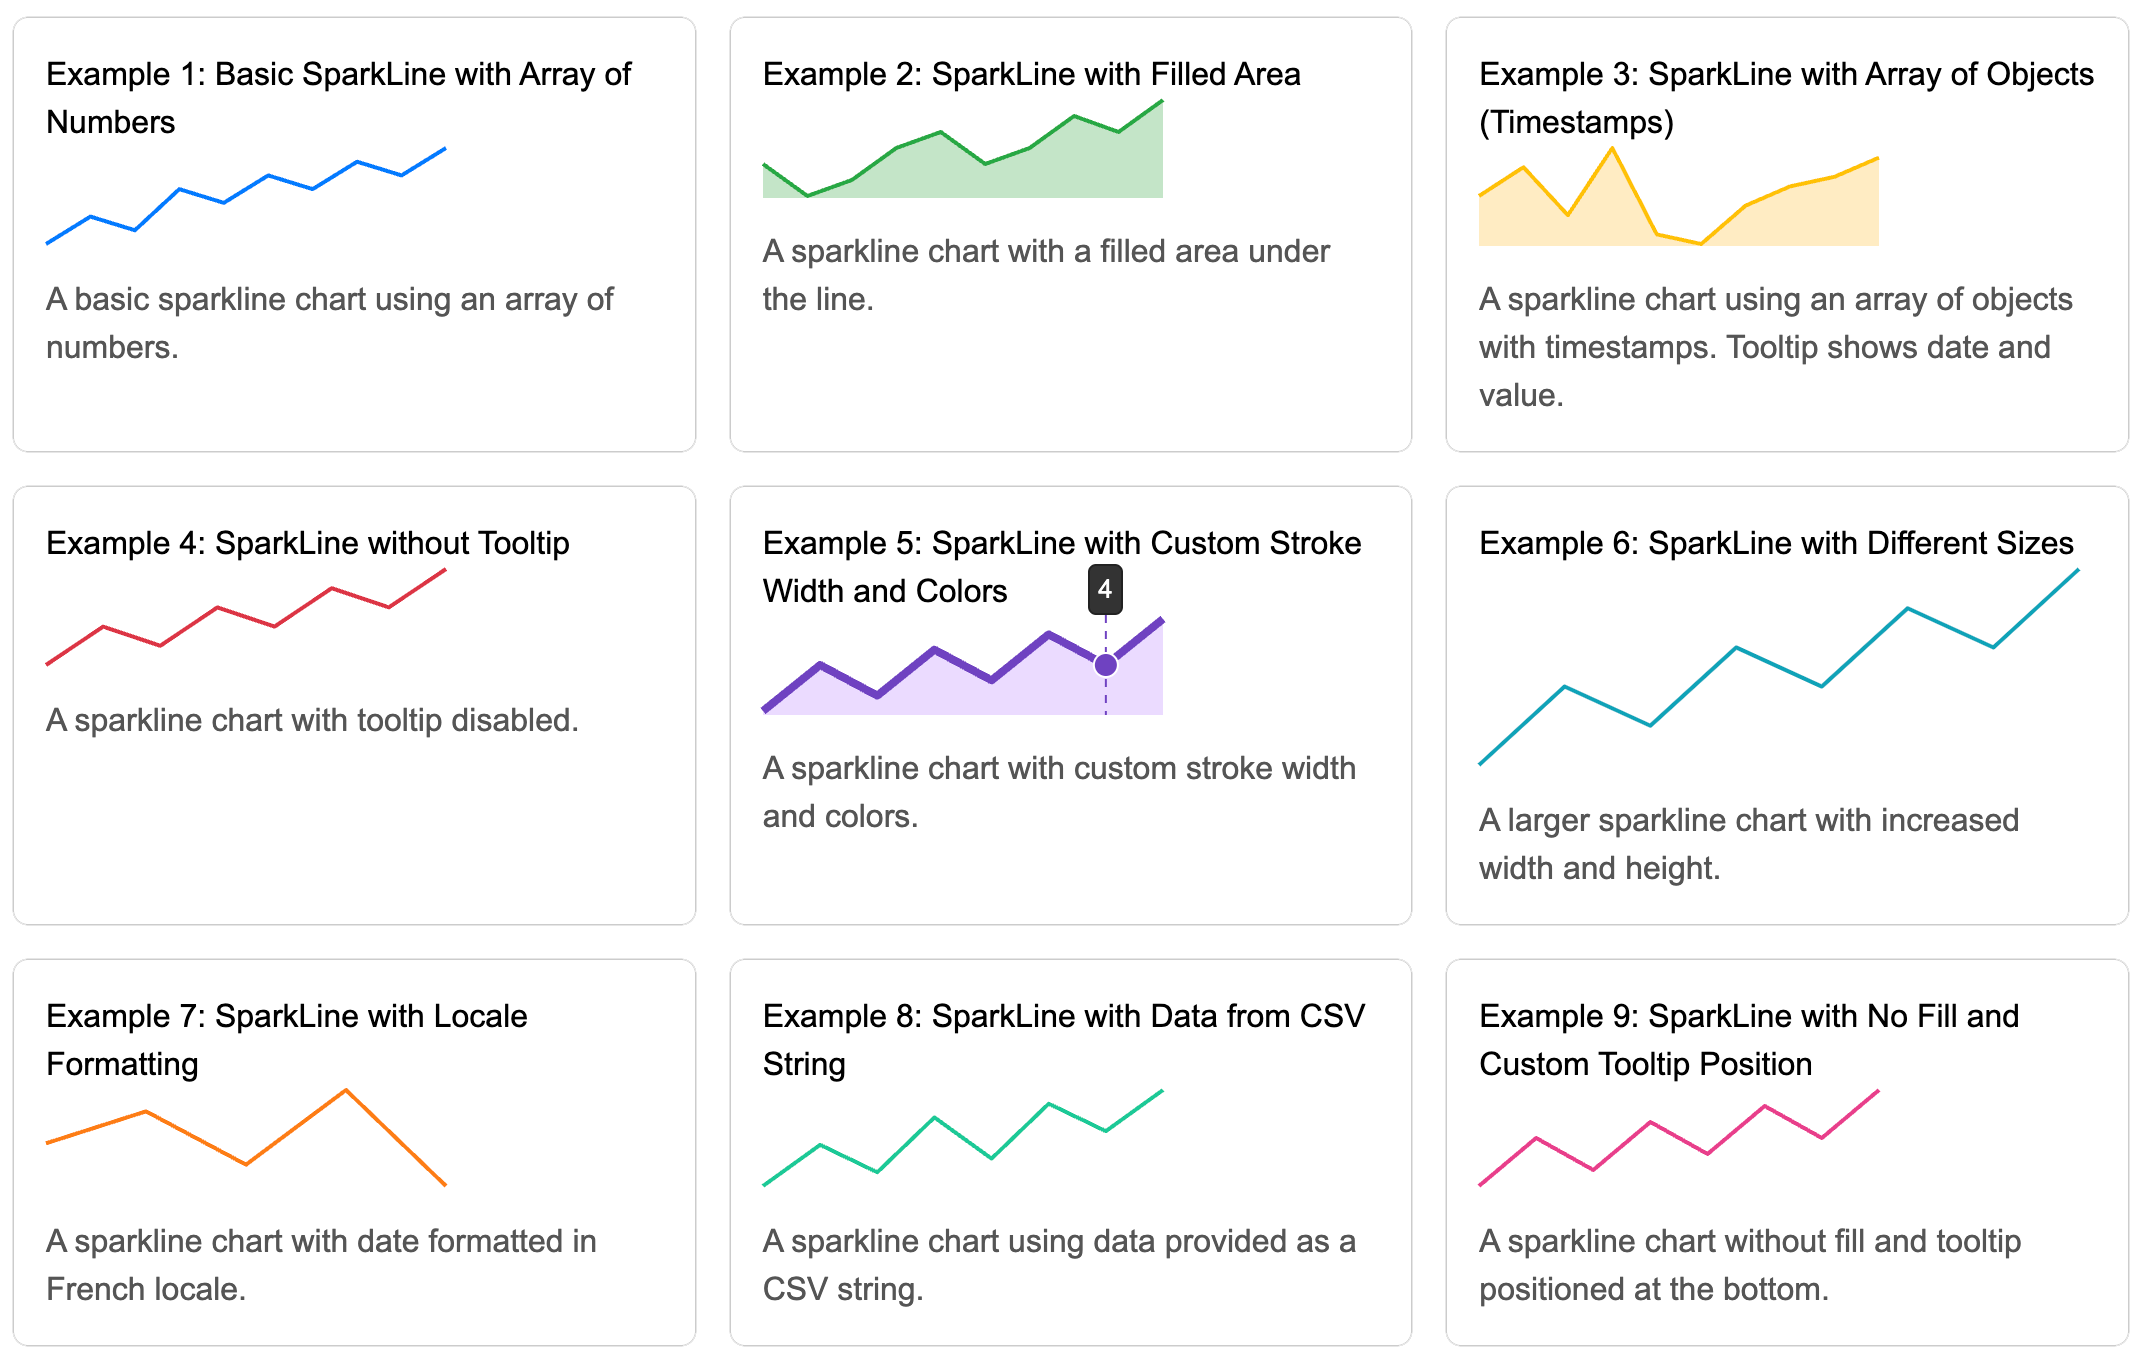 Example 1: Basic SparkLine with Array of
Numbers
A basic sparkline chart using an array of
numbers.
Example 2: SparkLine with Filled Area
A sparkline chart with a filled area under
the line.
Example 3: SparkLine with Array of Objects
(Timestamps)
A sparkline chart using an array of objects
with timestamps. Tooltip shows date and
value.
Example 4: SparkLine without Tooltip
A sparkline chart with tooltip disabled.
Example 5: SparkLine with Custom Stroke
Width and Colors
4
A sparkline chart with custom stroke width
and colors.
Example 6: SparkLine with Different Sizes
A larger sparkline chart with increased
width and height.
Example 7: SparkLine with Locale
Formatting
A sparkline chart with date formatted in
French locale.
Example 8: SparkLine with Data from CSV
String
A sparkline chart using data provided as a
CSV string.
Example 9: SparkLine with No Fill and
Custom Tooltip Position
A sparkline chart without fill and tooltip
positioned at the bottom.